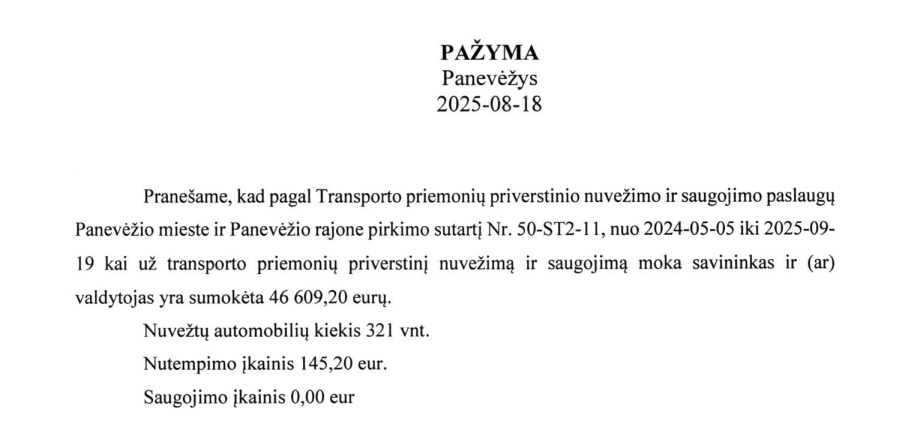 PAŽYMA
Panevėžys
2025-08-18
Pranešame, kad pagal Transporto priemonių priverstinio nuvežimo ir saugojimo paslaugų
Panevėžio mieste ir Panevėžio rajone pirkimo sutartį Nr. 50-ST2-11, nuo 2024-05-05 iki 2025-09-
19 kai už transporto priemonių priverstinį nuvežimą ir saugojimą moka savininkas ir (ar)
valdytojas yra sumokėta 46 609,20 eurų.
Nuvežtų automobilių kiekis 321 vnt.
Nutempimo įkainis 145,20 eur.
Saugojimo įkainis 0,00 eur